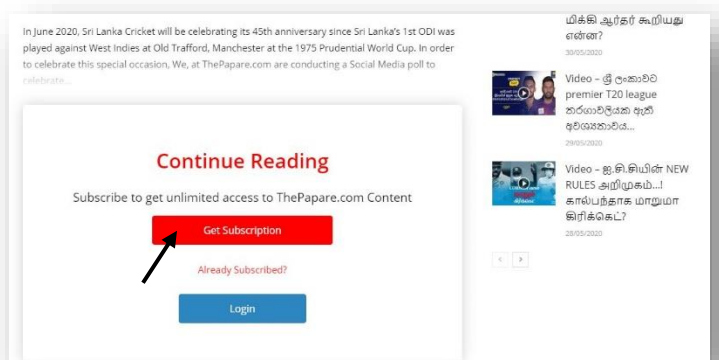 In June 2020, Sri Lanka Cricket will be celebrating its 45th anniversary since Sri Lanka's 1st ODI was
played against West Indies at Old Trafford, Manchester at the 1975 Prudential World Cup. In order
to celebrate this special occasion, We, at ThePapare.com are conducting a Social Media poll to
celebrate...
Continue Reading
Subscribe to get unlimited access to ThePapare.com Content
Get Subscription
Already Subscribed?
Login
மிக்கி ஆர்தர் கூறியது
என்ன?
30/05/2020
Video – ශ්‍රී ලංකාවට
premier T20 league
තරගාවලියක ඇති
අවශ්‍යතාවය...
29/05/2020
Video – ஐ.சி.சியின் NEW
RULES அறிமுகம்...!
கால்பந்தாக மாறுமா
கிரிக்கெட்?
28/05/2020